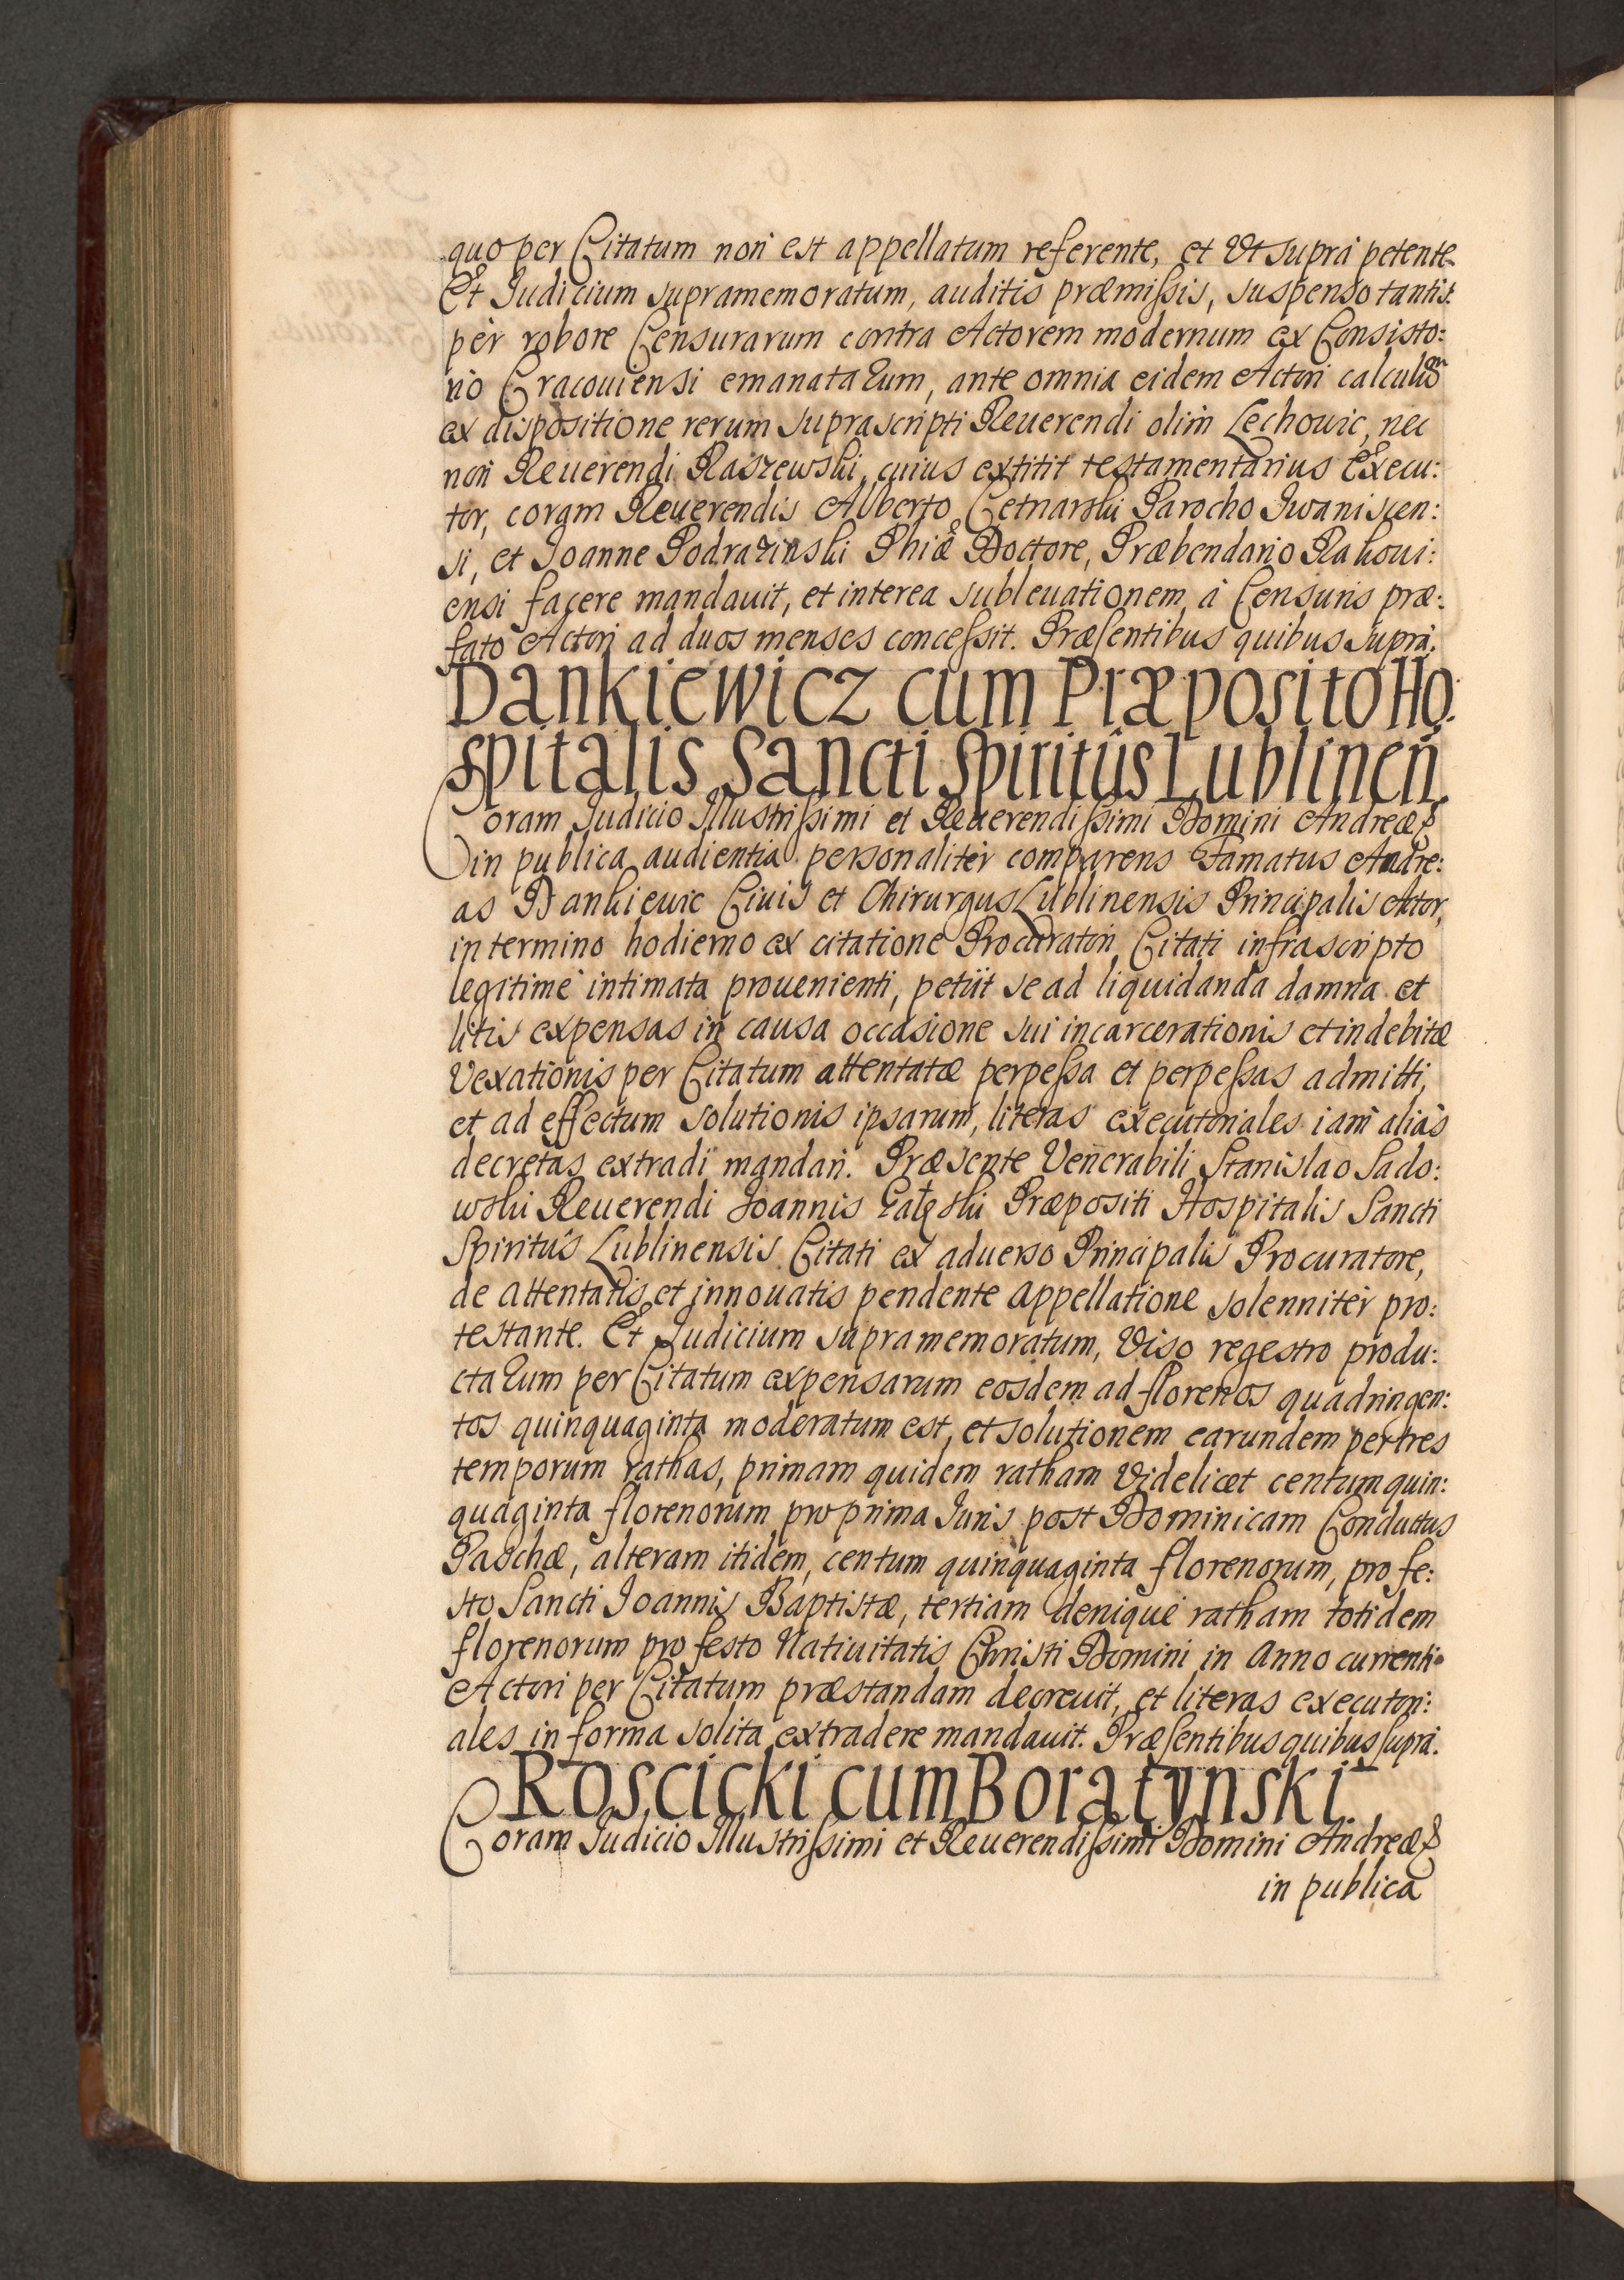 quo per Citatum non est appellatum referente, et Ut supra petente.
Et Judicium supramemoratum, auditis præmissis, suspenso tantis:
per robore Censurarum contra Actorem modernum ex Consisto:
rio Cracouiensi emanatarum, ante omnia eidem Actori calculum
ex dispositione rerum suprascripti Reuerendi olim Lechowic, nec
non Reuerendi Raszewski, cuius extitit testamentarius Execu:
tor, coram Reuerendis Alberto Cetnarski Parocho Iwaniscen:
si, et Joanne Podrazinski Phiæ Doctore, Præbendario Rakoui:
ensi facere mandauit, et interea subleuationem à Censuris præ:
fato Actori ad duos menses concessit. Præsentibus quibus supra.
Dankiewicz cum Præposito Ho:
spitalis Sancti Spiritûs Lublineñ.
Coram Judicio Illustrissimi et Reuerendissimi Domini Andreæ &
in publica audientia personaliter comparens Famatus Andre:
as Dankiewic Ciuis et Chirurgus Lublinensis Principalis Actor,
in termino hodierno ex citatione Procuratori Citati infrascripto
legitimè intimata prouenienti, petiit se ad liquidanda damna et
litis expensas in causa occasione sui incarcerationis et indebitæ
Vexationis per Citatum attentatæ perpessa et perpessas admitti,
et ad effectum solutionis ipsarum, literas executoriales iam aliàs
decretas extradi mandari. Præsente Venerabili Stanislao Sado:
wski Reuerendi Joannis Gałęski Præpositi Hospitalis Sancti
Spiritûs Lublinensis Citati ex aduerso Principalis Procuratore,
de attentatis et innouatis pendente appellatione solenniter pro:
testante. Et Judicium supramemoratum, Viso regestro produ:
ctarum per Citatum expensarum eosdem ad florenos quadringen:
tos quinquaginta moderatum est, et solutionem earundem per tres
temporum rathas, primam quidem ratham Videlicet centum quin:
quaginta florenorum pro prima Iuris post Dominicam Conductus
Paschæ, alteram itidem centum quinquaginta florenorum, pro fe:
sto Sancti Joannis Baptistæ, tertiam denique ratham totidem
florenorum pro festo Natiuitatis Christi Domini in Anno currenti
Actori per Citatum præstandam decreuit, et literas executori:
ales in forma solita extradere mandauit. Præsentibus quibus supra.
Roscicki cum Boratynski
Coram Judicio Illustrissimi et Reuerendissimi Domini Andreæ &
in publica